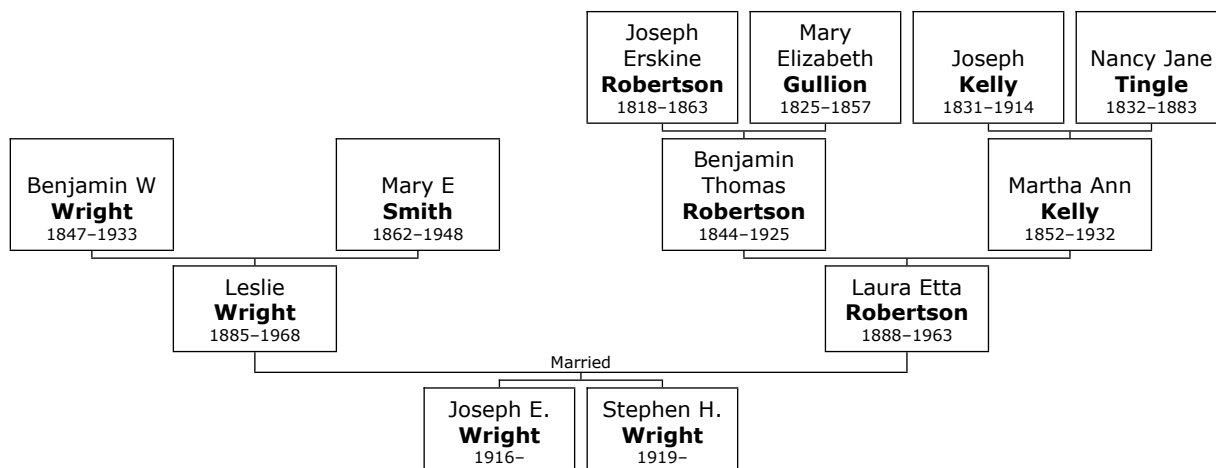 Joseph
Erskine
Robertson
1818–1863
Mary
Elizabeth
Gullion
1825–1857
Joseph
Kelly
1831–1914
Nancy Jane
Tingle
1832–1883
Benjamin W
Wright
1847–1933
Mary E
Smith
1862–1948
Benjamin
Thomas
Robertson
1844–1925
Martha Ann
Kelly
1852–1932
Leslie
Wright
1885–1968
Laura Etta
Robertson
1888–1963
Married
Joseph E.
Wright
1916–
Stephen H.
Wright
1919–